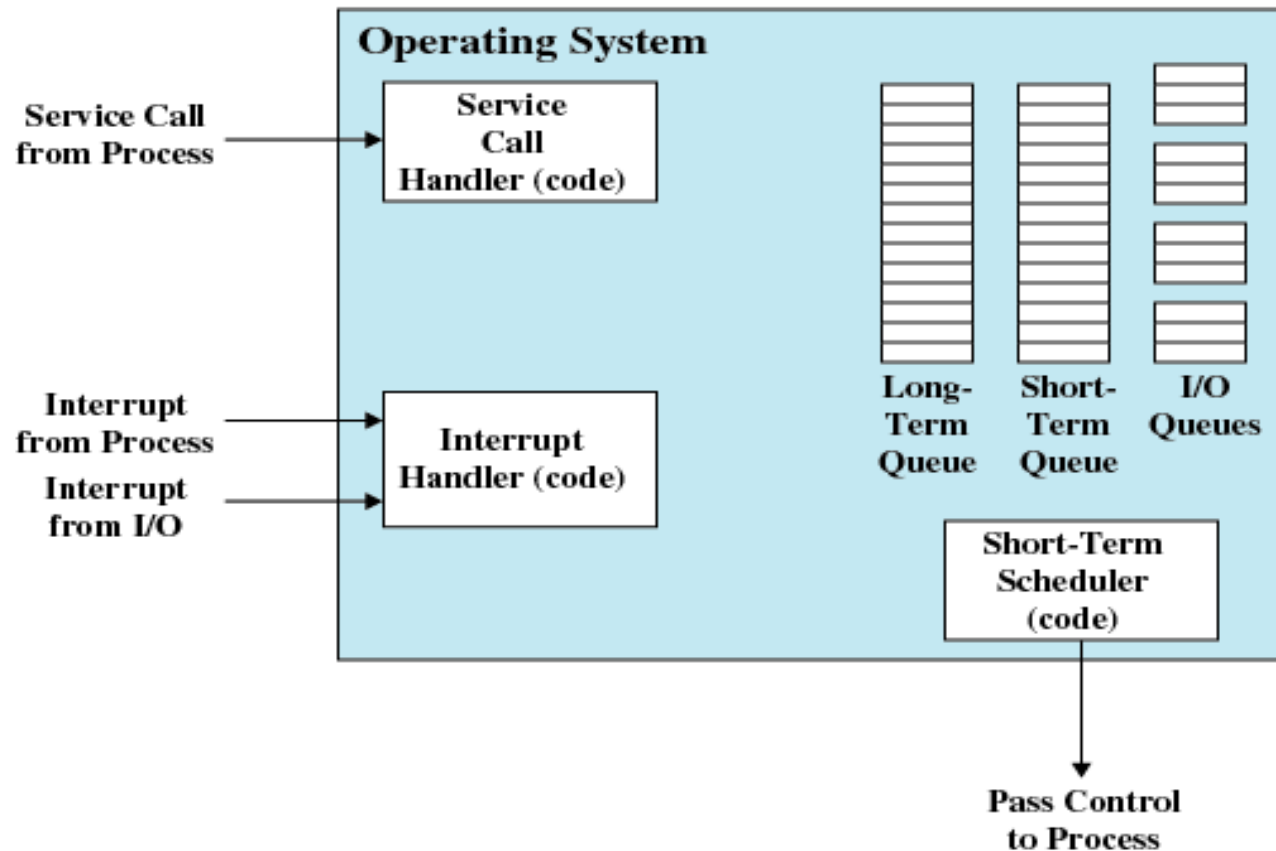 Operating System
Service Call
from Process
Service
Call
Handler (code)
Interrupt
from Process
Interrupt
from I/O
Interrupt
Handler (code)
Long-
Term
Queue
Short-
Term
Queue
I/O
Queues
Short-Term
Scheduler
(code)
Pass Control
to Process